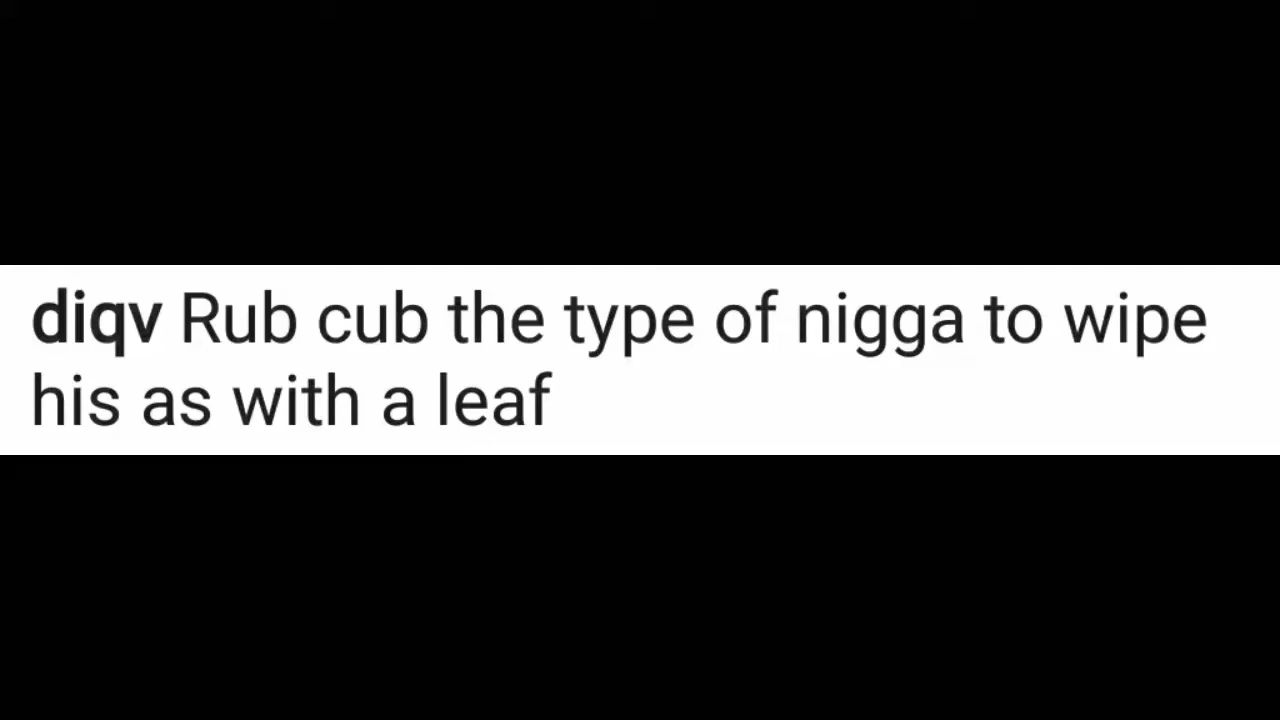 diqv Rub cub the type of nigga to wipe
his as with a leaf